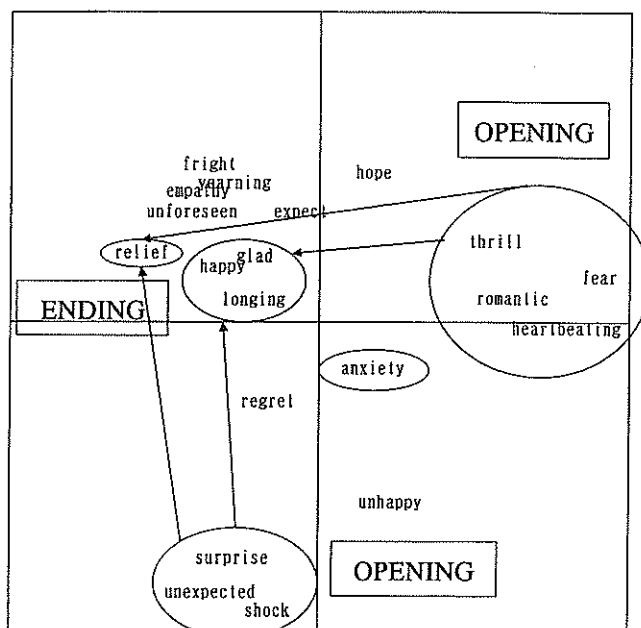 OPENING
fright
yearning
hope
empathy
unforeseen
expect
thrill
relief
glad
happy
fear
longing
romantic
ENDING
heartbeating
anxiety
regret
unhappy
surprise
OPENING
unexpected
shock